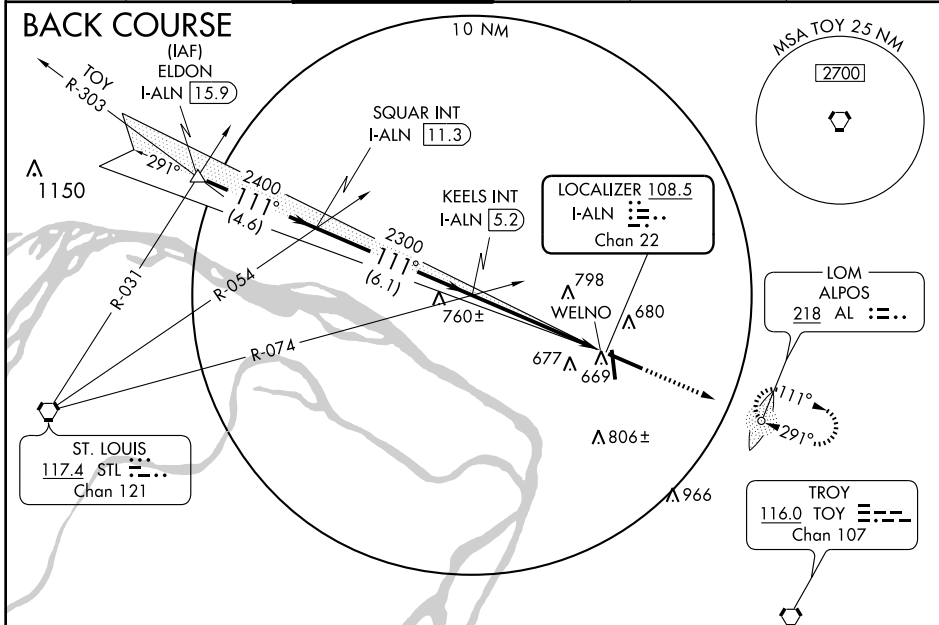 BACK COURSE
10 NM
MSA TOY 25 NM
2700
(IAF)
ELDON
I-ALN 15.9
TOY
R-303
SQUAR INT
I-ALN 11.3
291°
1150
2400
111°
(4.6)
KEELS INT
I-ALN 5.2
LOCALIZER 108.5
I-ALN
Chan 22
2300
111°
(6.1)
R-031
R-054
R-074
760±
798
WELNO
680
677
669
LOM
ALPOS
218 AL
111°
291°
806±
966
ST. LOUIS
117.4 STL
Chan 121
TROY
116.0 TOY
Chan 107